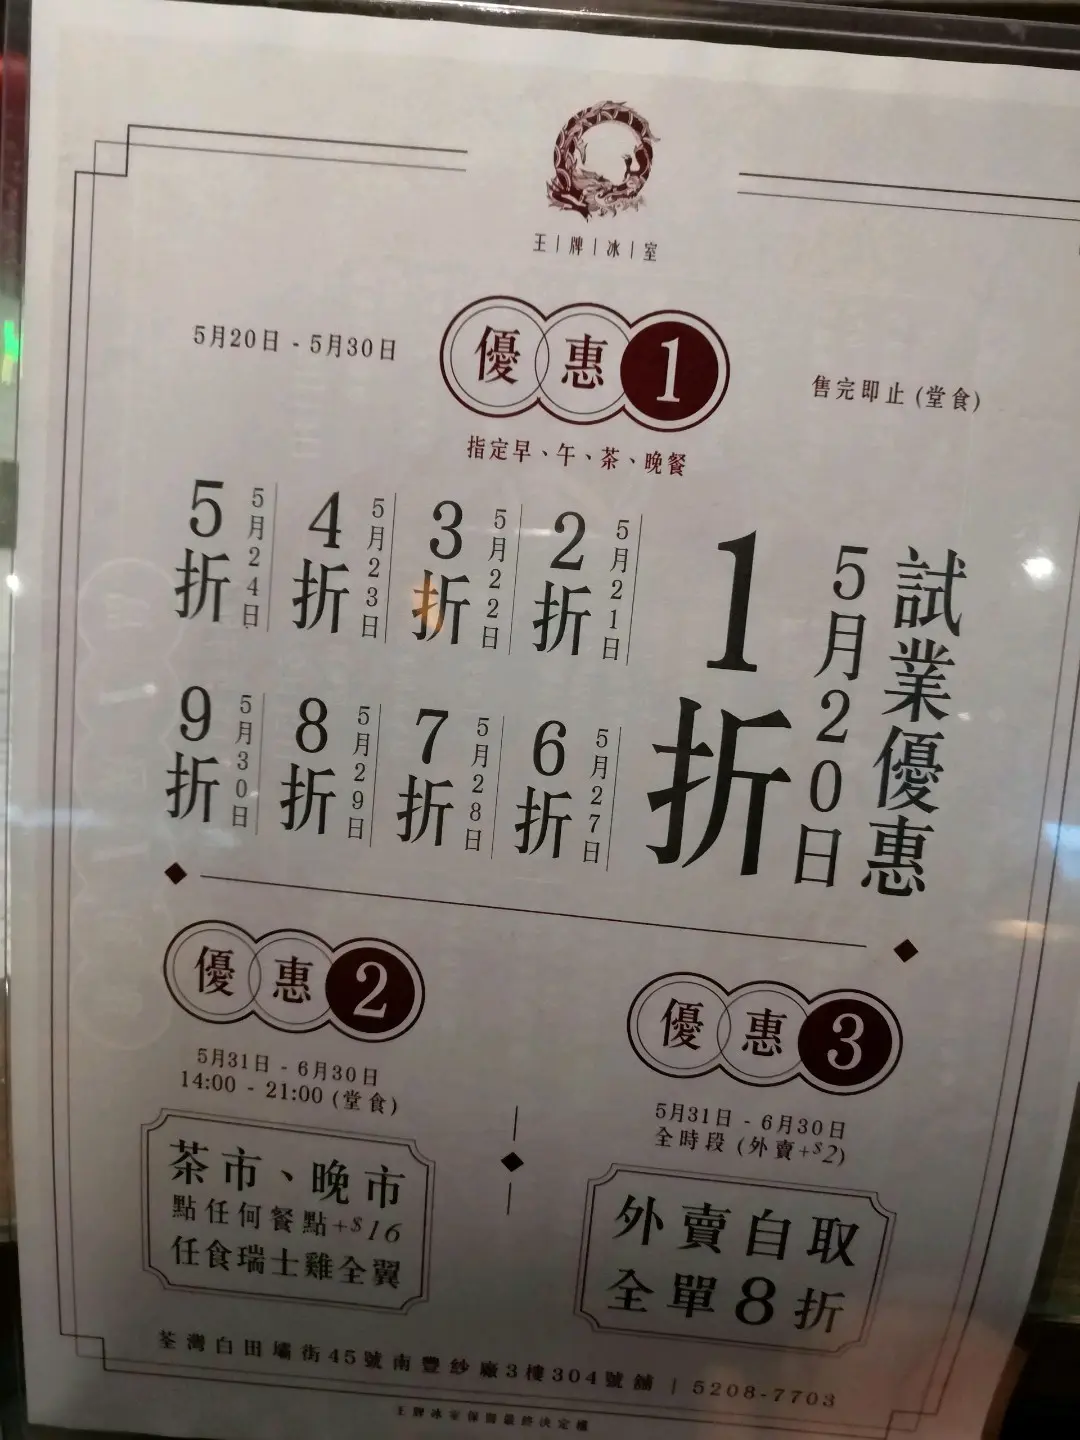 王|牌|冰|室
5月20日 - 5月30日
優惠1
售完即止 (堂食)
指定早、午、茶、晚餐
試業優惠
5月20日
1折
5月21日
2折
5月22日
3折
5月23日
4折
5月24日
5折
5月27日
6折
5月28日
7折
5月29日
8折
5月30日
9折
優惠2
5月31日 - 6月30日
14:00 - 21:00 (堂食)
茶市、晚市
點任何餐點+$16
任食瑞士雞全翼
優惠3
5月31日 - 6月30日
全時段 (外賣+$2)
外賣自取
全單8折
荃灣白田壩街45號南豐紗廠3樓304號舖 | 5208-7703
王牌冰室保留最終決定權